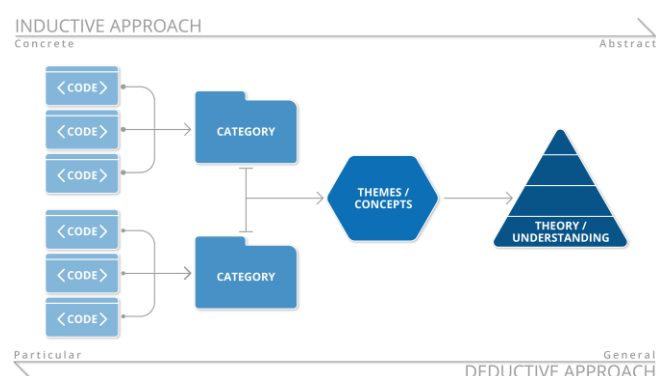 INDUCTIVE APPROACH
Concrete
Abstract
<CODE>
<CODE>
<CODE>
CATEGORY
<CODE>
<CODE>
<CODE>
CATEGORY
THEMES /
CONCEPTS
THEORY /
UNDERSTANDING
Particular
General
DEDUCTIVE APPROACH